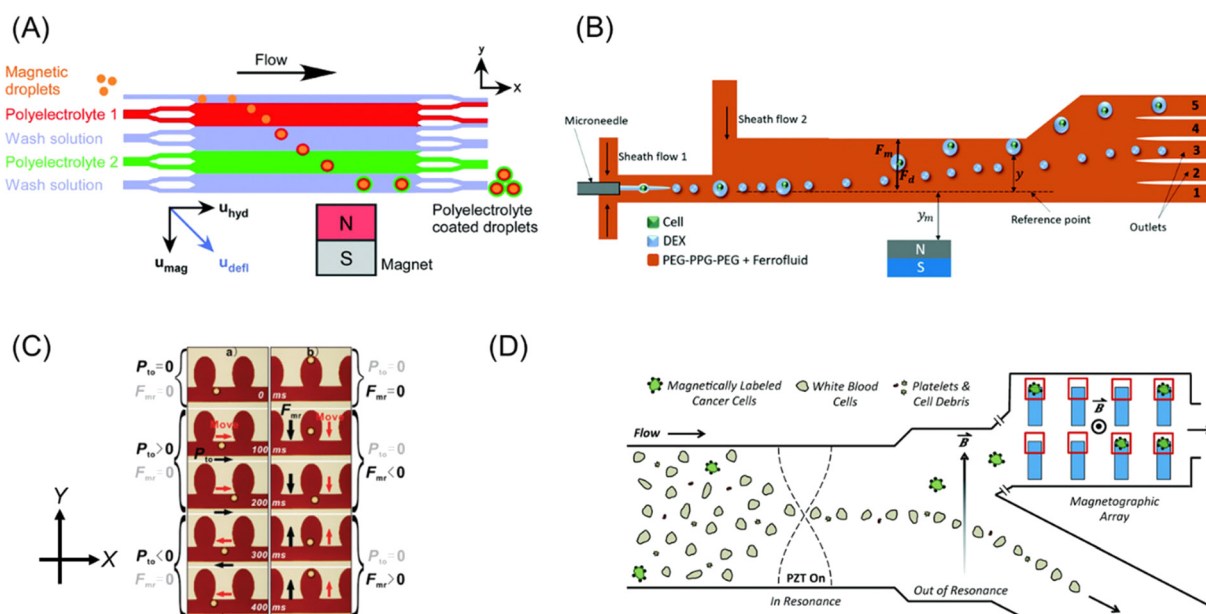 (A)
Flow
y
x
Magnetic
droplets
Polyelectrolyte 1
Wash solution
Polyelectrolyte 2
Wash solution
Polyelectrolyte
coated droplets
u_hyd
u_mag
u_defl
N
S
Magnet
(B)
Microneedle
Sheath flow 1
Sheath flow 2
F_m
F_d
y
y_m
Reference point
Outlets
5
4
3
2
1
Cell
DEX
PEG-PPG-PEG + Ferrofluid
N
S
(C)
Y
X
a)
b)
P_to=0
F_mr=0
0 ms
P_to=0
F_mr=0
P_to>0
F_mr=0
Move
P_to
F_mr
Move
100 ms
200 ms
P_to=0
F_mr<0
P_to<0
F_mr=0
300 ms
400 ms
P_to=0
F_mr>0
(D)
Magnetically Labeled
Cancer Cells
White Blood
Cells
Platelets &
Cell Debris
Flow
B
B
PZT On
In Resonance
Out of Resonance
Magnetographic
Array